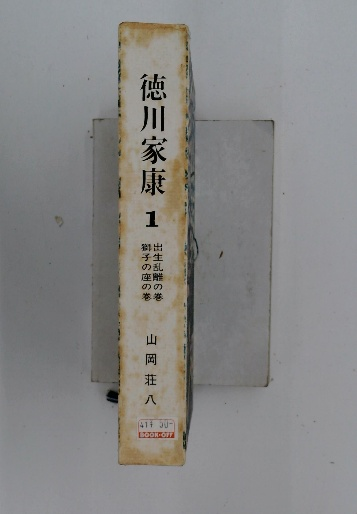 徳川家康
1
出生乱離の巻
獅子の座の巻
山岡荘八
BOOK-OFF